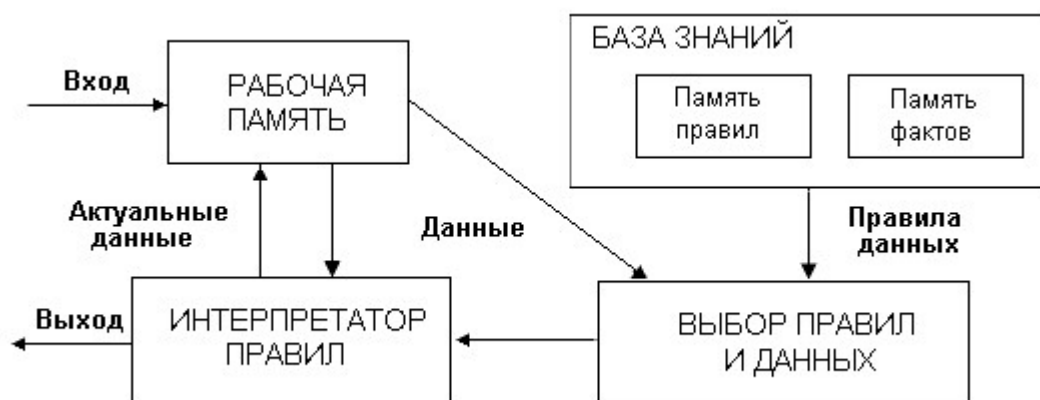 БАЗА ЗНАНИЙ
Вход
РАБОЧАЯ
ПАМЯТЬ
Память
правил
Память
фактов
Актуальные
данные
Данные
Правила
данных
Выход
ИНТЕРПРЕТАТОР
ПРАВИЛ
ВЫБОР ПРАВИЛ
И ДАННЫХ